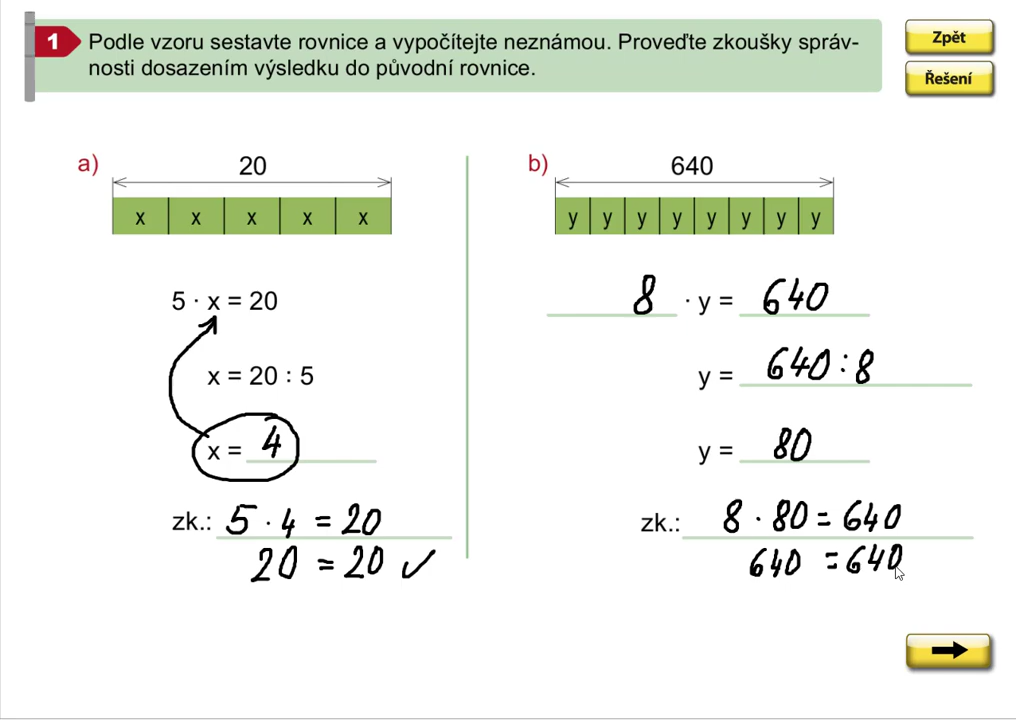 1 Podle vzoru sestavte rovnice a vypočítejte neznámou. Proveďte zkoušky správ-
nosti dosazením výsledku do původní rovnice.
Zpět
Řešení
a)
20
x x x x x
5 · x = 20
x = 20 : 5
x = 4
zk.: 5 · 4 = 20
20 = 20 ✓
b)
640
y y y y y y y y
8 · y = 640
y = 640 : 8
y = 80
zk.: 8 · 80 = 640
640 = 640